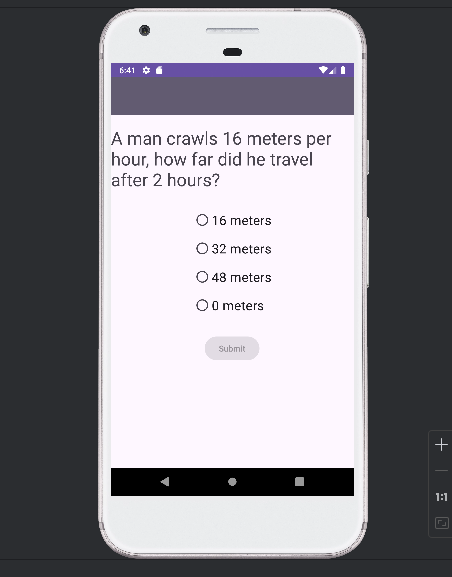 6:41
A man crawls 16 meters per
hour, how far did he travel
after 2 hours?
16 meters
32 meters
48 meters
0 meters
Submit
1:1